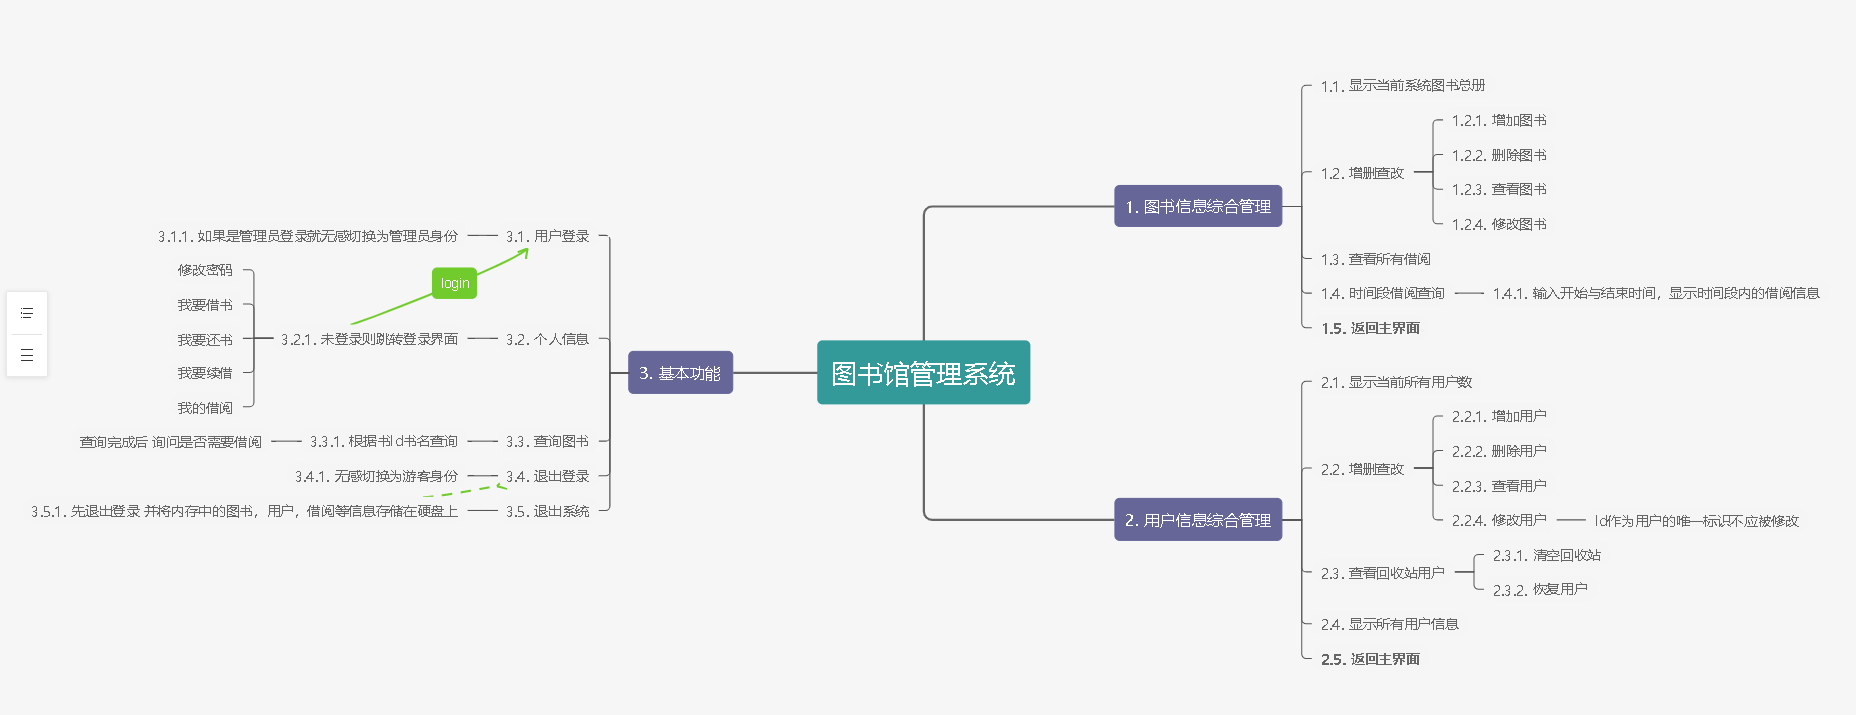 图书馆管理系统
1. 图书信息综合管理
1.1. 显示当前系统图书总册
1.2. 增删查改
1.2.1. 增加图书
1.2.2. 删除图书
1.2.3. 查看图书
1.2.4. 修改图书
1.3. 查看所有借阅
1.4. 时间段借阅查询
1.4.1. 输入开始与结束时间，显示时间段内的借阅信息
1.5. 返回主界面
2. 用户信息综合管理
2.1. 显示当前所有用户数
2.2. 增删查改
2.2.1. 增加用户
2.2.2. 删除用户
2.2.3. 查看用户
2.2.4. 修改用户
Id作为用户的唯一标识不应被修改
2.3. 查看回收站用户
2.3.1. 清空回收站
2.3.2. 恢复用户
2.4. 显示所有用户信息
2.5. 返回主界面
3. 基本功能
3.1. 用户登录
3.1.1. 如果是管理员登录就无感切换为管理员身份
login
3.2. 个人信息
3.2.1. 未登录则跳转登录界面
修改密码
我要借书
我要还书
我要续借
我的借阅
3.3. 查询图书
3.3.1. 根据书Id书名查询
查询完成后 询问是否需要借阅
3.4. 退出登录
3.4.1. 无感切换为游客身份
3.5. 退出系统
3.5.1. 先退出登录 并将内存中的图书，用户，借阅等信息存储在硬盘上